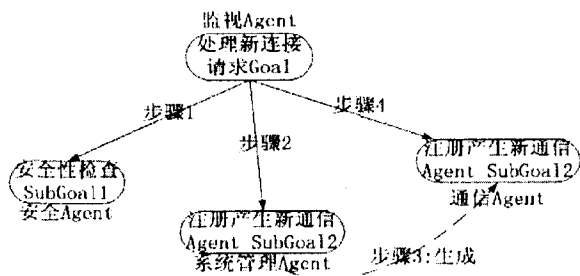 监视Agent
处理新连接
请求Goal
步骤1
步骤2
步骤4
安全性检查
SubGoal1
安全Agent
注册产生新通信
Agent SubGoal2
系统管理Agent
注册产生新通信
Agent SubGoal2
通信Agent
步骤3:生成